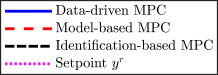 Data-driven MPC
Model-based MPC
Identification-based MPC
Setpoint y^r